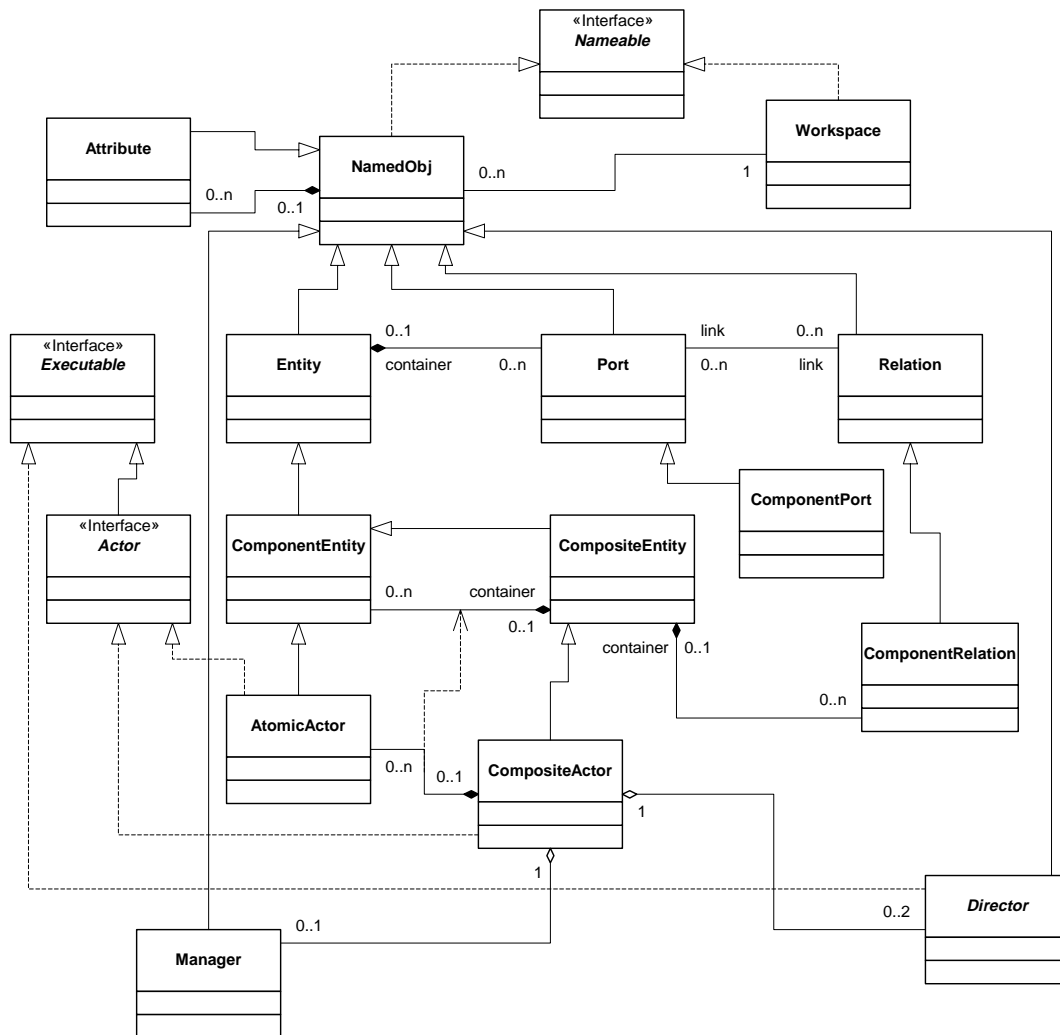 «Interface»
Nameable
Workspace
Attribute
NamedObj
0..n
1
0..n
0..1
«Interface»
Executable
Entity
0..1
container
0..n
Port
link
0..n
0..n
link
Relation
ComponentPort
«Interface»
Actor
ComponentEntity
CompositeEntity
0..n
container
0..1
container
0..1
ComponentRelation
0..n
AtomicActor
0..n
0..1
CompositeActor
1
1
0..2
Director
0..1
Manager